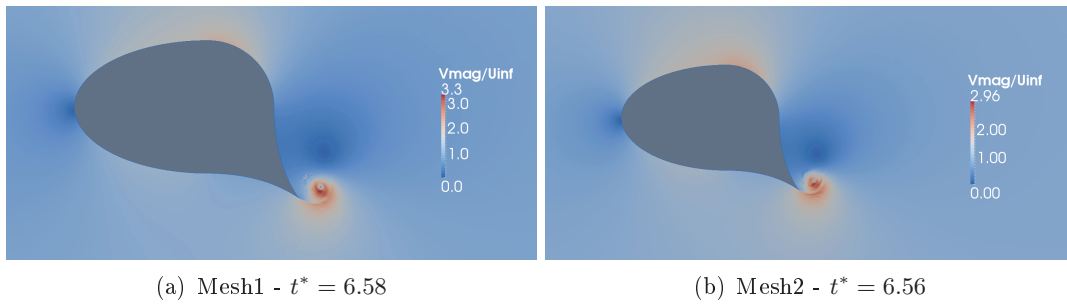 Vmag/Uinf
3.3
3.0
2.0
1.0
0.0
Vmag/Uinf
2.96
2.00
1.00
0.00
(a) Mesh1 - t* = 6.58
(b) Mesh2 - t* = 6.56